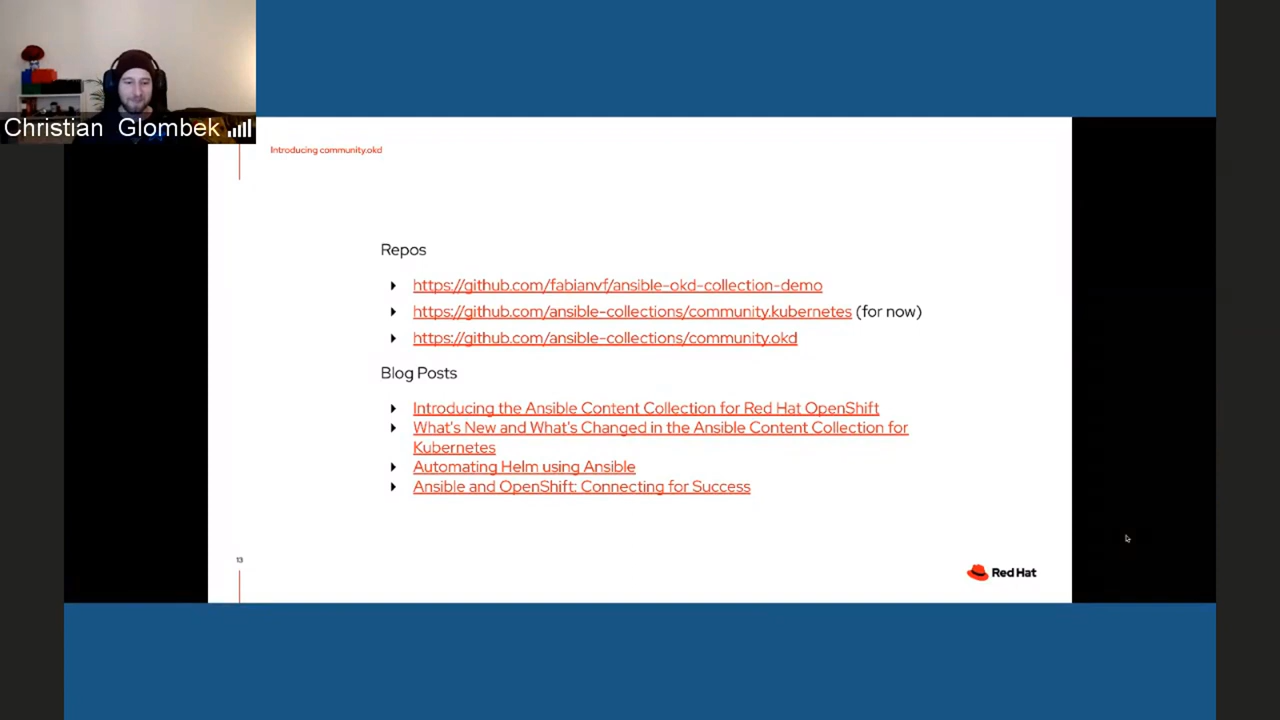 Christian Glombek
Introducing community.okd
Repos
https://github.com/fabianvf/ansible-okd-collection-demo
https://github.com/ansible-collections/community.kubernetes (for now)
https://github.com/ansible-collections/community.okd
Blog Posts
Introducing the Ansible Content Collection for Red Hat OpenShift
What's New and What's Changed in the Ansible Content Collection for
Kubernetes
Automating Helm using Ansible
Ansible and OpenShift: Connecting for Success
13
Red Hat